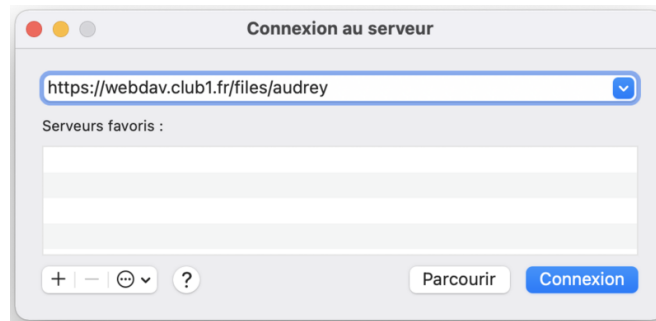 Connexion au serveur
https://webdav.club1.fr/files/audrey
Serveurs favoris :
+ − ?
Parcourir Connexion